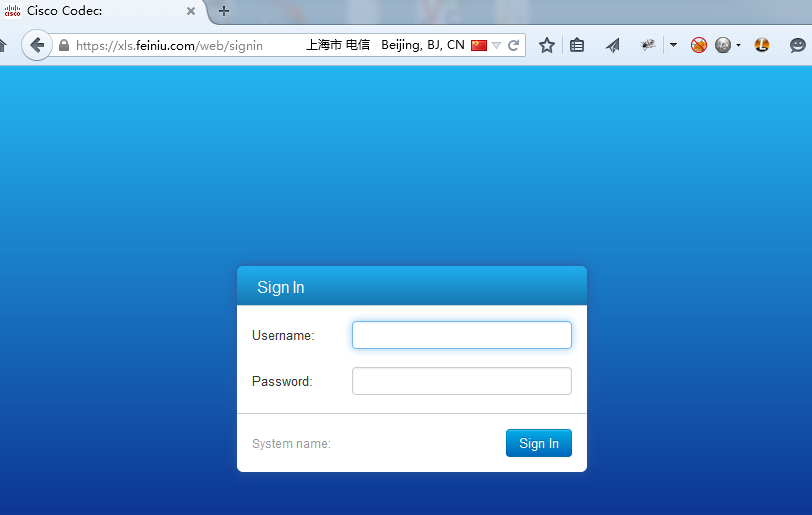 Cisco Codec:
cisco
https://xls.feiniu.com/web/signin 上海市 电信 Beijing, BJ, CN
Sign In
Username:
Password:
System name:
Sign In